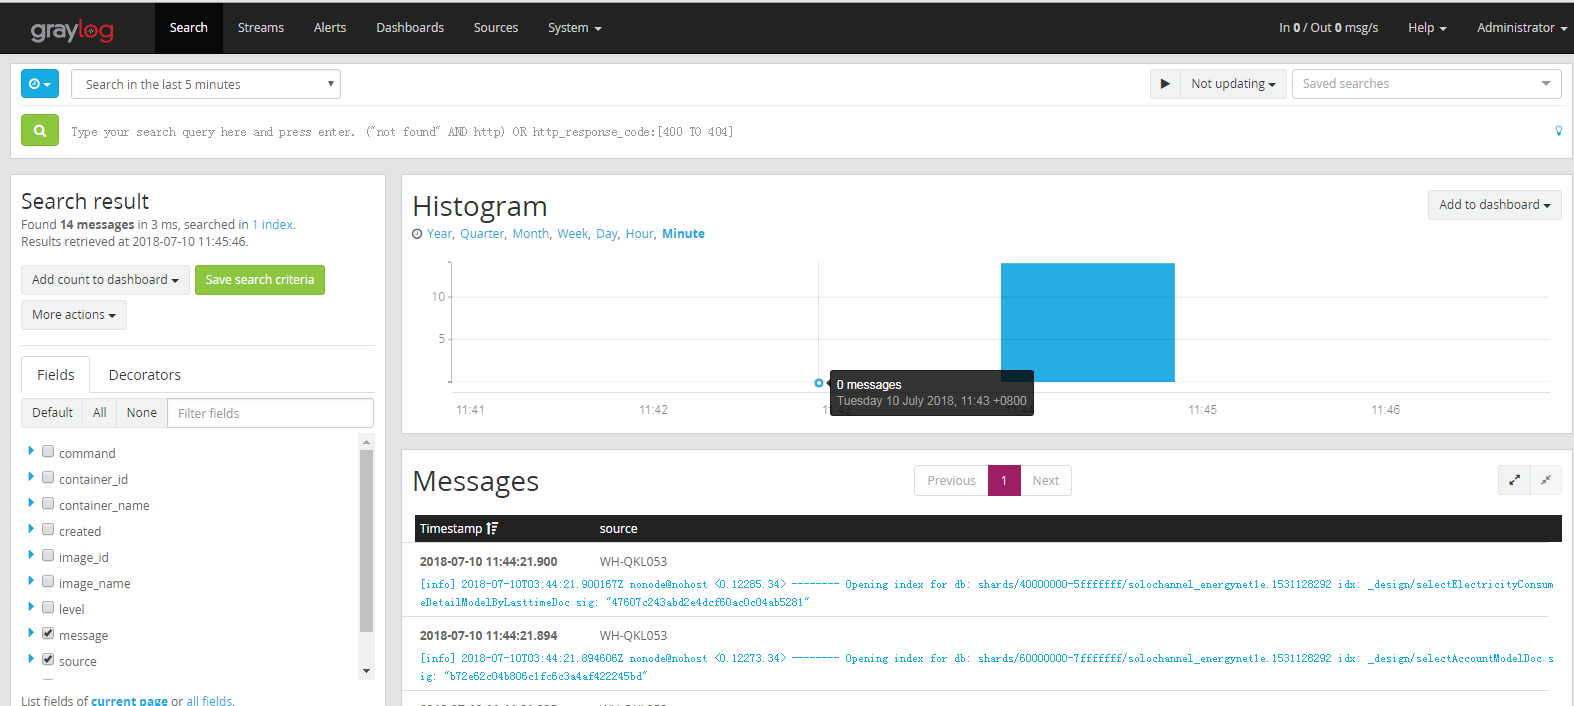 graylog Search Streams Alerts Dashboards Sources System In 0 / Out 0 msg/s Help Administrator
Search in the last 5 minutes Not updating Saved searches
Type your search query here and press enter. ("not found" AND http) OR http_response_code:[400 TO 404]
Search result
Found 14 messages in 3 ms, searched in 1 index.
Results retrieved at 2018-07-10 11:45:46.
Add count to dashboard Save search criteria
More actions
Fields Decorators
Default All None Filter fields
command
container_id
container_name
created
image_id
image_name
level
message
source
List fields of current page or all fields.
Histogram
Add to dashboard
Year, Quarter, Month, Week, Day, Hour, Minute
10
5
0 messages
Tuesday 10 July 2018, 11:43 +0800
11:41 11:42 11:43 11:44 11:45 11:46
Messages
Previous 1 Next
Timestamp source
2018-07-10 11:44:21.900 WH-QKL053
[info] 2018-07-10T03:44:21.900167Z nonode@nohost <0.12285.34> -------- Opening index for db: shards/40000000-5fffffff/solochannel_energynet1e.1531128292 idx: _design/selectElectricityConsum
eDetailModelByLasttimeDoc sig: "47607c243abd2e4dcf60ac0c04ab5281"
2018-07-10 11:44:21.894 WH-QKL053
[info] 2018-07-10T03:44:21.894606Z nonode@nohost <0.12273.34> -------- Opening index for db: shards/60000000-7fffffff/solochannel_energynet1e.1531128292 idx: _design/selectAccountModelDoc s
ig: "b72e62c04b806c1fc6c3a4af422245bd"